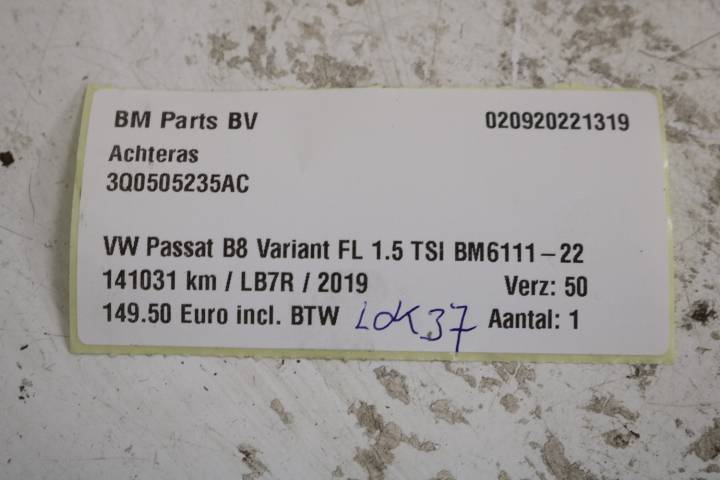 BM Parts BV 020920221319
Achteras
3Q0505235AC
VW Passat B8 Variant FL 1.5 TSI BM6111-22
141031 km / LB7R / 2019 Verz: 50
149.50 Euro incl. BTW LOK37 Aantal: 1